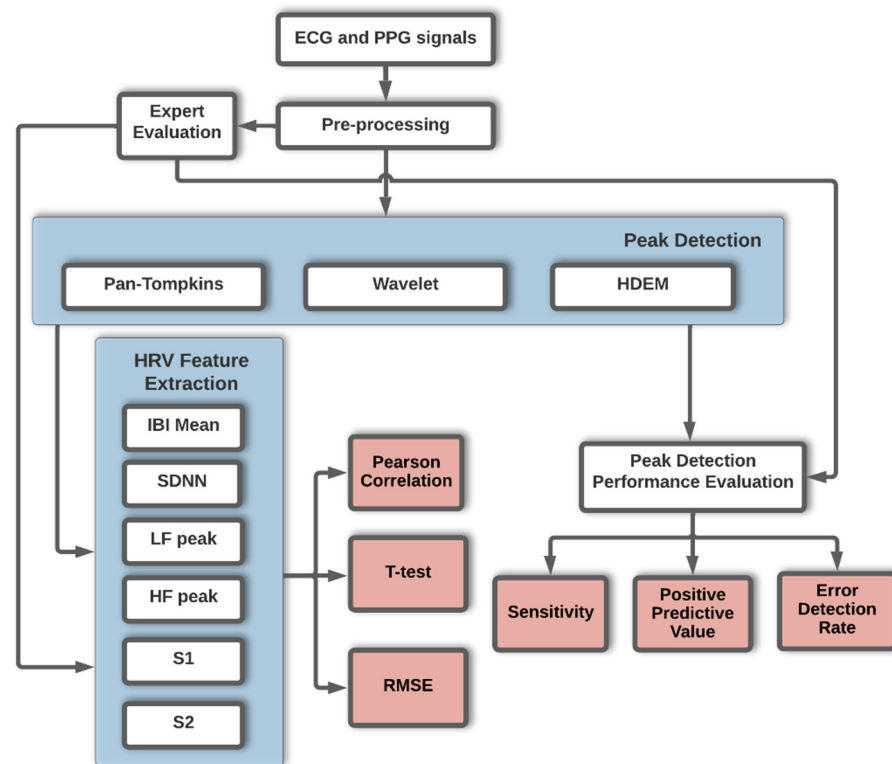 ECG and PPG signals
Expert
Evaluation
Pre-processing
Peak Detection
Pan-Tompkins
Wavelet
HDEM
HRV Feature
Extraction
IBI Mean
SDNN
LF peak
HF peak
S1
S2
Pearson
Correlation
T-test
RMSE
Peak Detection
Performance Evaluation
Sensitivity
Positive
Predictive
Value
Error
Detection
Rate